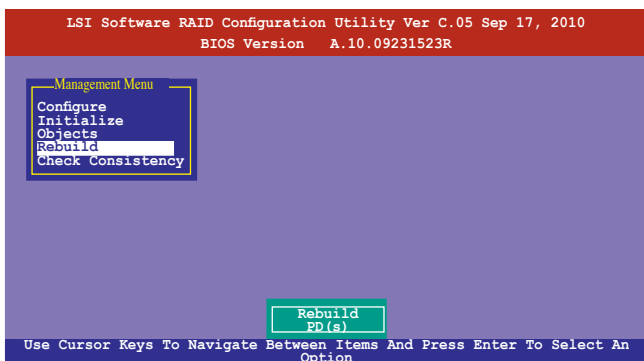 LSI Software RAID Configuration Utility Ver C.05 Sep 17, 2010
BIOS Version A.10.09231523R
Management Menu
Configure
Initialize
Objects
Rebuild
Check Consistency
Rebuild
PD(s)
Use Cursor Keys To Navigate Between Items And Press Enter To Select An
Option